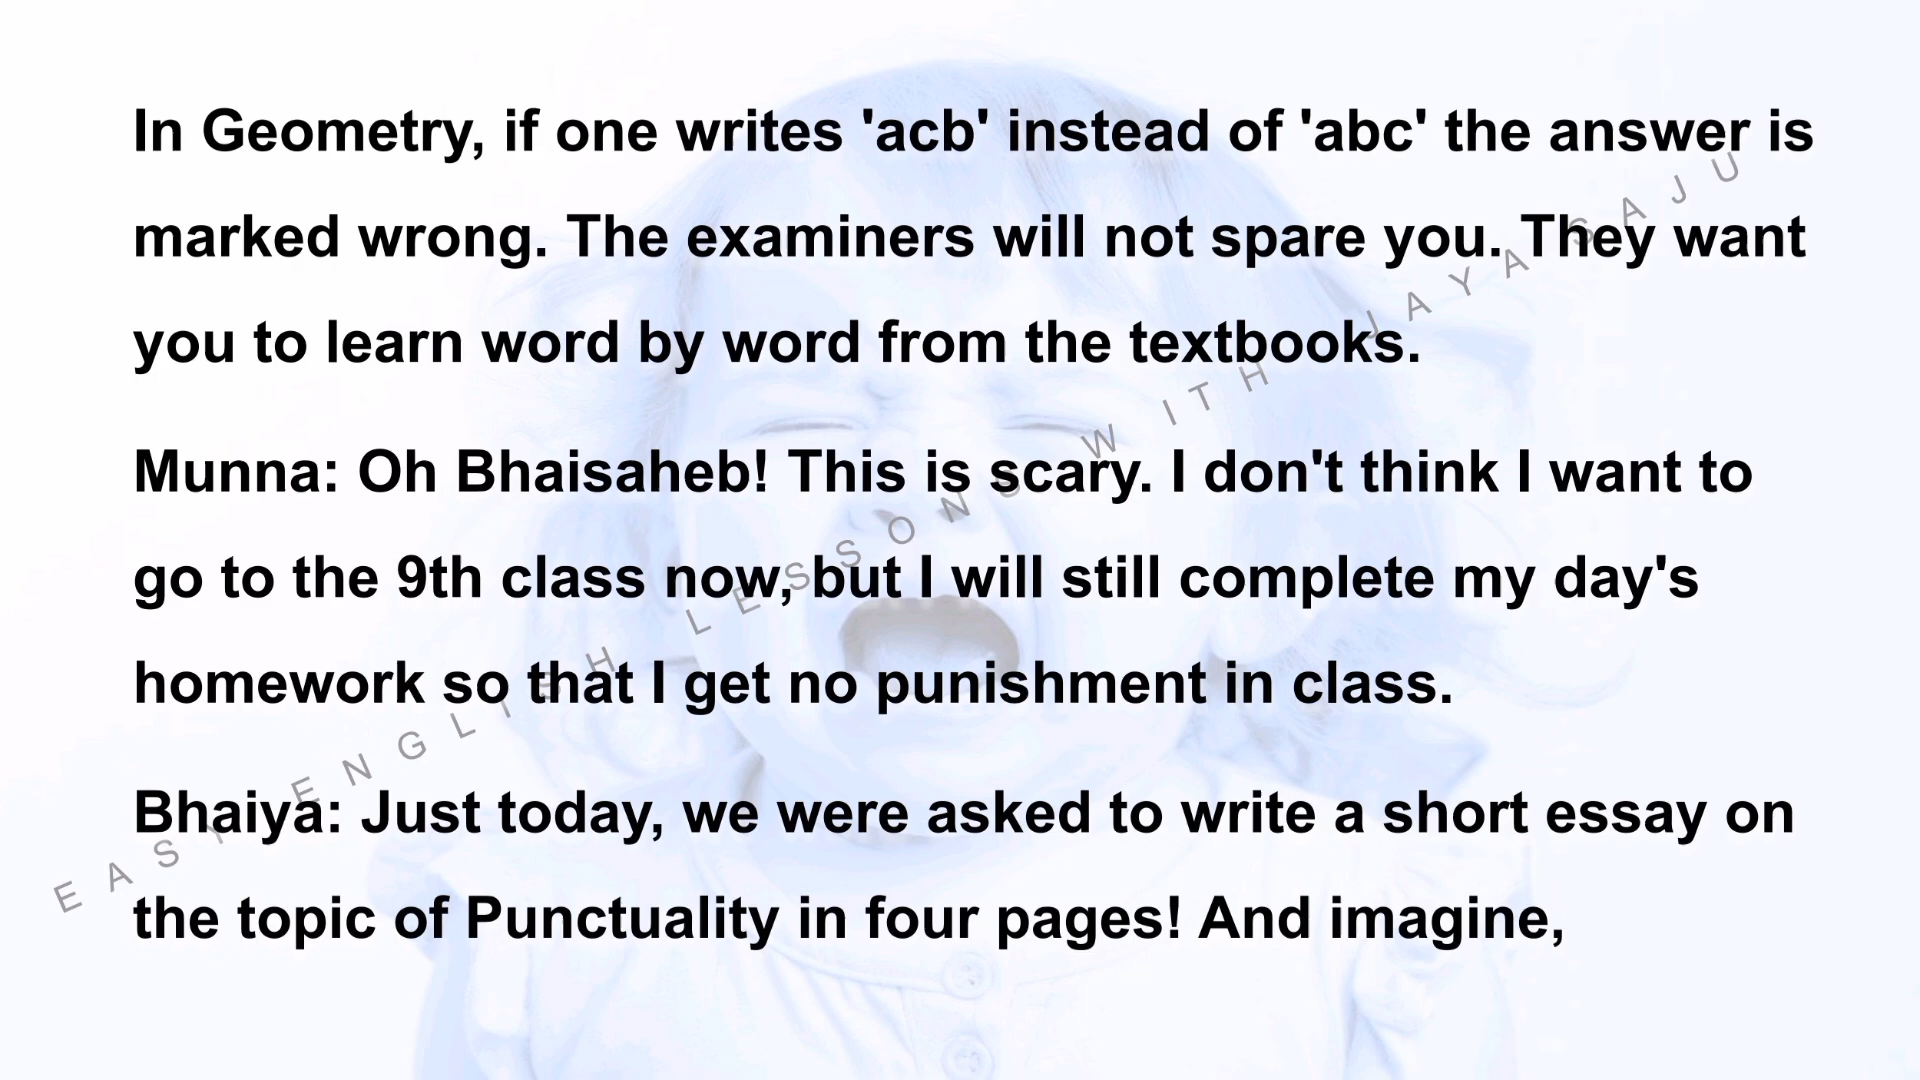 In Geometry, if one writes 'acb' instead of 'abc' the answer is
marked wrong. The examiners will not spare you. They want
you to learn word by word from the textbooks.
Munna: Oh Bhaisaheb! This is scary. I don't think I want to
go to the 9th class now, but I will still complete my day's
homework so that I get no punishment in class.
Bhaiya: Just today, we were asked to write a short essay on
the topic of Punctuality in four pages! And imagine,
EASY ENGLISH LESSONS WITH JAYA SAJU